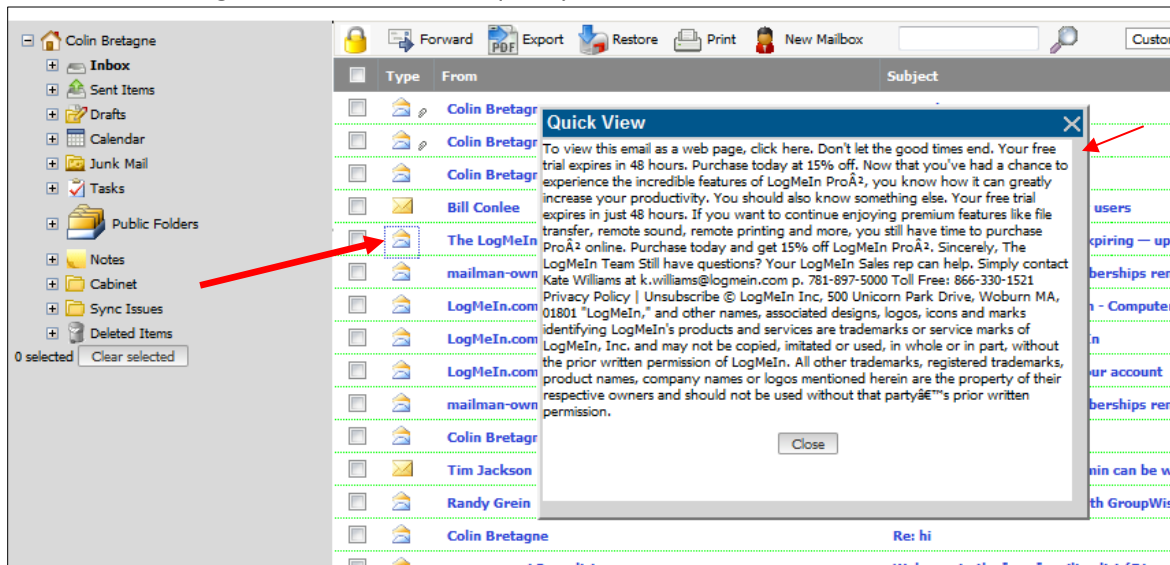 Colin Bretagne
Inbox
Sent Items
Drafts
Calendar
Junk Mail
Tasks
Public Folders
Notes
Cabinet
Sync Issues
Deleted Items
0 selected Clear selected
Forward PDF Export Restore Print New Mailbox Custo
Type From Subject
Colin Bretagr
Colin Bretagr
Colin Bretagr
Bill Conlee users
The LogMeIn xpiring — up
mailman-own berships rer
LogMeIn.com n - Compute
LogMeIn.com In
LogMeIn.com our account
mailman-own berships rer
Colin Bretagr
Tim Jackson min can be w
Randy Grein th GroupWis
Colin Bretagne Re: hi
Quick View
To view this email as a web page, click here. Don't let the good times end. Your free
trial expires in 48 hours. Purchase today at 15% off. Now that you've had a chance to
experience the incredible features of LogMeIn ProÂ², you know how it can greatly
increase your productivity. You should also know something else. Your free trial
expires in just 48 hours. If you want to continue enjoying premium features like file
transfer, remote sound, remote printing and more, you still have time to purchase
ProÂ² online. Purchase today and get 15% off LogMeIn ProÂ². Sincerely, The
LogMeIn Team Still have questions? Your LogMeIn Sales rep can help. Simply contact
Kate Williams at k.williams@logmein.com p. 781-897-5000 Toll Free: 866-330-1521
Privacy Policy | Unsubscribe © LogMeIn Inc, 500 Unicorn Park Drive, Woburn MA,
01801 "LogMeIn," and other names, associated designs, logos, icons and marks
identifying LogMeIn's products and services are trademarks or service marks of
LogMeIn, Inc. and may not be copied, imitated or used, in whole or in part, without
the prior written permission of LogMeIn. All other trademarks, registered trademarks,
product names, company names or logos mentioned herein are the property of their
respective owners and should not be used without that partyâ€™s prior written
permission.
Close